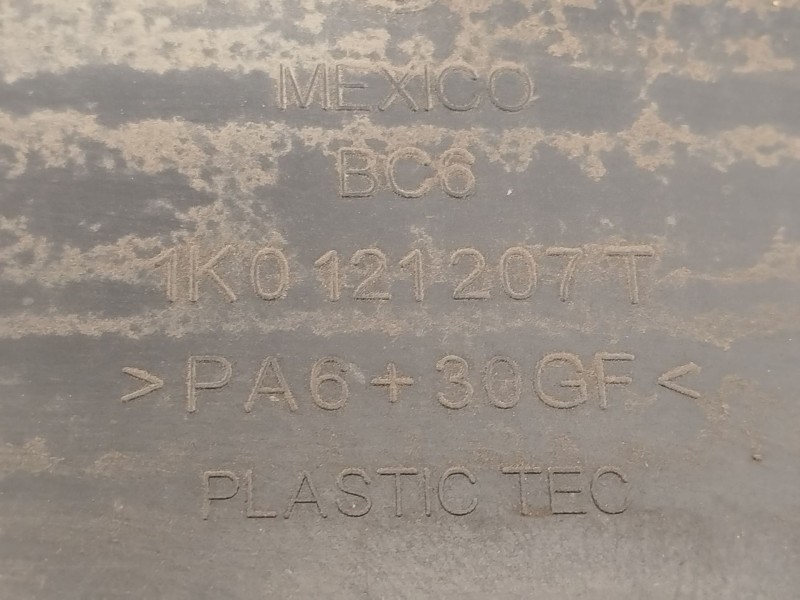 MEXICO
BC6
1K0 121 207 T
>PA6+30GF<
PLASTIC TEC